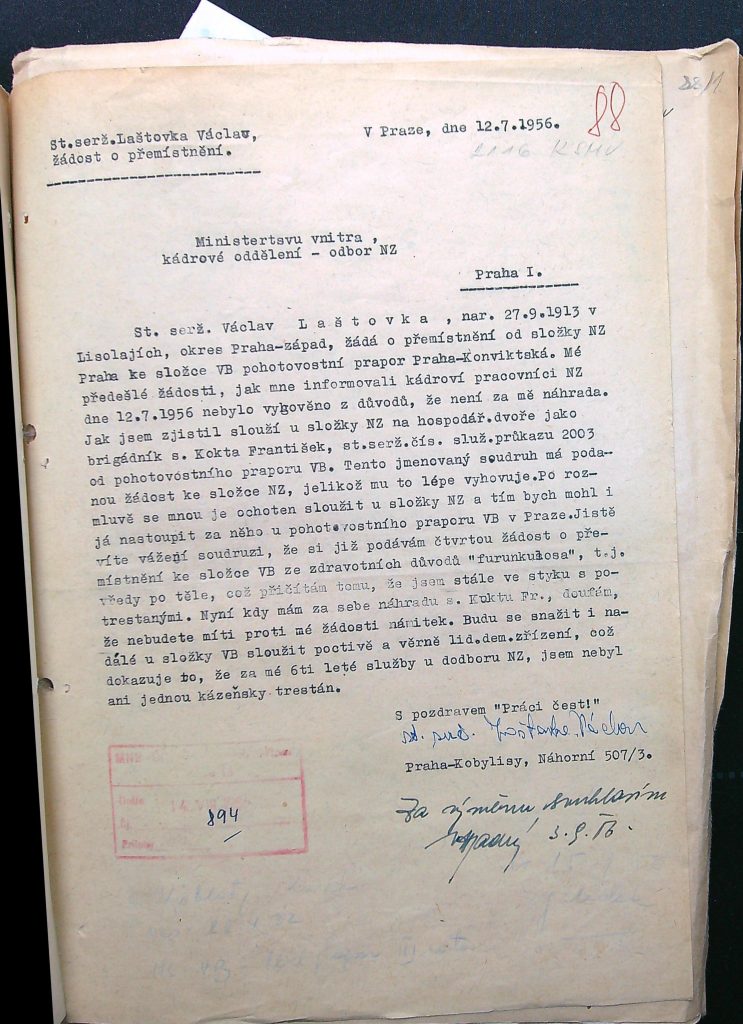 88
St.serž.Laštovka Václav,
žádost o přemístnění.
V Praze, dne 12.7.1956.
Ministertsvu vnitra ,
kádrové oddělení - odbor NZ
Praha I.
St. serž. Václav L a š t o v k a , nar. 27.9.1913 v
Lisolajích, okres Praha-západ, žádá o přemístnění od složky NZ
Praha ke složce VB pohotovostní prapor Praha-Konviktská. Mé
předešlé žádosti, jak mne informovali kádroví pracovníci NZ
dne 12.7.1956 nebylo vyhověno z důvodů, že není za mě náhrada.
Jak jsem zjistil slouží u složky NZ na hospodář.dvoře jako
brigádník s. Kokta František, st.serž.čís. služ.průkazu 2003
od pohotovostního praporu VB. Tento jmenovaný soudruh má poda-
nou žádost ke složce NZ, jelikož mu to lépe vyhovuje.Po roz-
mluvě se mnou je ochoten sloužit u složky NZ a tím bych mohl i
já nastoupit za něho u pohotovostního praporu VB v Praze.Jistě
víte vážení soudruzi, že si již podávám čtvrtou žádost o pře-
místnění ke složce VB ze zdravotních důvodů "furunkulosa", t.j.
vředy po těle, což přičítám tomu, že jsem stále ve styku s po-
trestanými. Nyní kdy mám za sebe náhradu s. Koktu Fr., doufám,
že nebudete míti proti mé žádosti námitek. Budu se snažit i na-
dálé u složky VB sloužit poctivě a věrně lid.dem.zřízení, což
dokazuje to, že za mé 6ti leté služby u dodboru NZ, jsem nebyl
ani jednou kázeňsky trestán.
S pozdravem "Práci čest!"
Laštovka Václav
Praha-Kobylisy, Náhorní 507/3.
894
Za výměnu souhlasím
3.9.56.